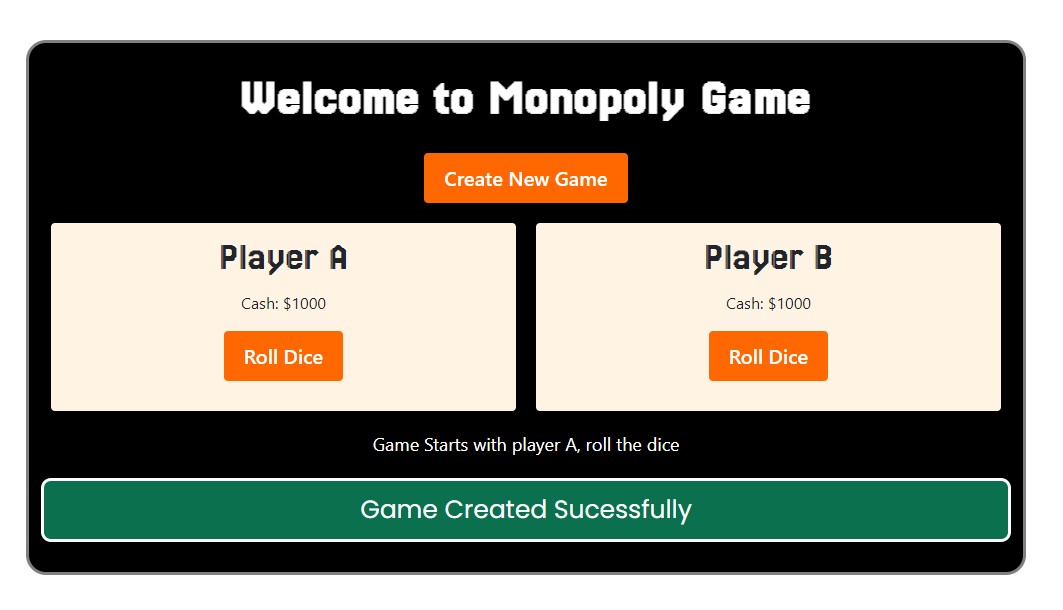 Welcome to Monopoly Game
Create New Game
Player A
Cash: $1000
Roll Dice
Player B
Cash: $1000
Roll Dice
Game Starts with player A, roll the dice
Game Created Sucessfully